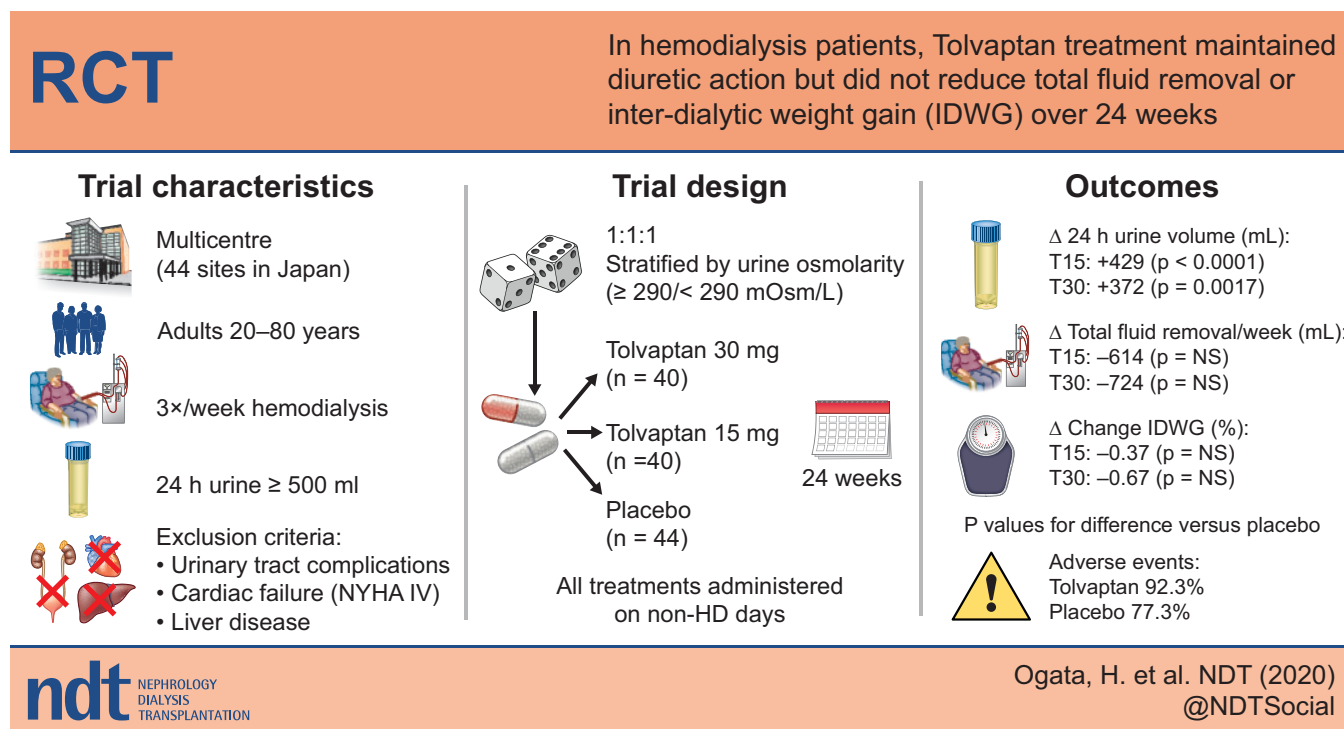 RCT
In hemodialysis patients, Tolvaptan treatment maintained
diuretic action but did not reduce total fluid removal or
inter-dialytic weight gain (IDWG) over 24 weeks
Trial characteristics
Multicentre
(44 sites in Japan)
Adults 20–80 years
3×/week hemodialysis
24 h urine ≥ 500 ml
Exclusion criteria:
• Urinary tract complications
• Cardiac failure (NYHA IV)
• Liver disease
Trial design
1:1:1
Stratified by urine osmolarity
(≥ 290/< 290 mOsm/L)
Tolvaptan 30 mg
(n = 40)
Tolvaptan 15 mg
(n =40)
Placebo
(n = 44)
24 weeks
All treatments administered
on non-HD days
Outcomes
Δ 24 h urine volume (mL):
T15: +429 (p < 0.0001)
T30: +372 (p = 0.0017)
Δ Total fluid removal/week (mL):
T15: –614 (p = NS)
T30: –724 (p = NS)
Δ Change IDWG (%):
T15: –0.37 (p = NS)
T30: –0.67 (p = NS)
P values for difference versus placebo
Adverse events:
Tolvaptan 92.3%
Placebo 77.3%
ndt NEPHROLOGY
DIALYSIS
TRANSPLANTATION
Ogata, H. et al. NDT (2020)
@NDTSocial